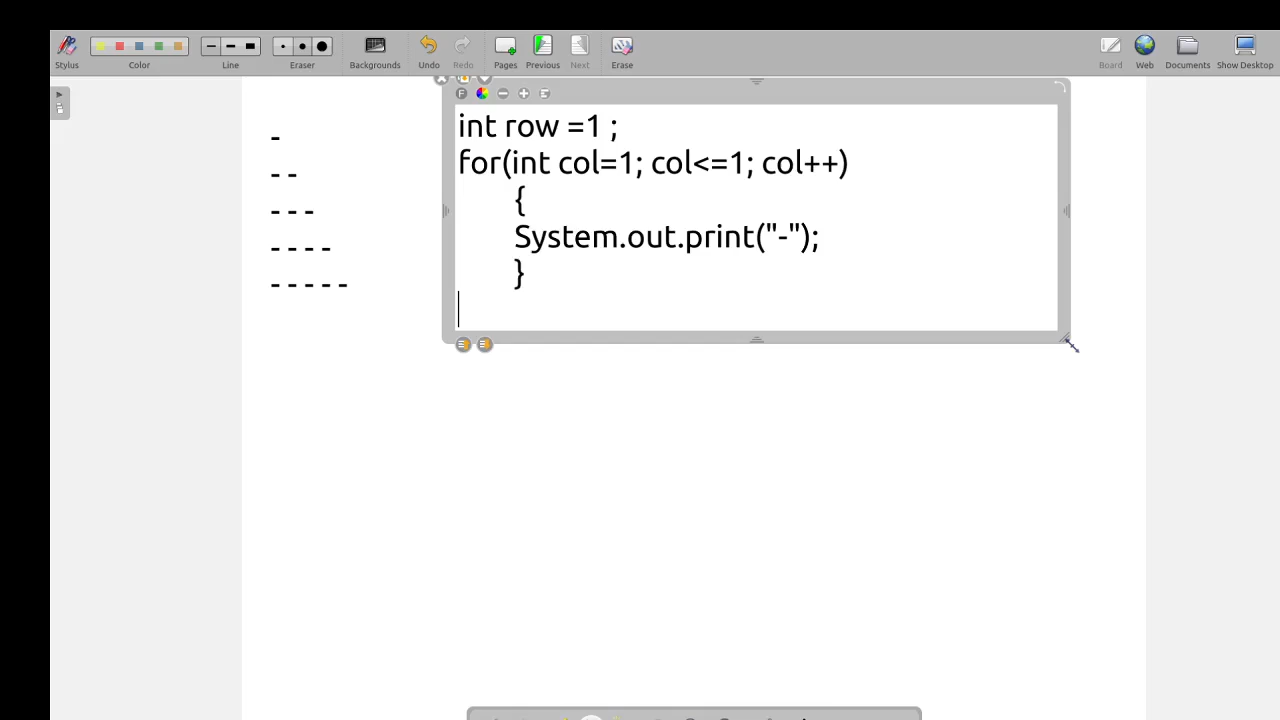 Stylus Color Line Eraser Backgrounds Undo Redo Pages Previous Next Erase Board Web Documents Show Desktop
-
- -
- - -
- - - -
- - - - -
F
int row =1 ;
for(int col=1; col<=1; col++)
{
System.out.print("-");
}